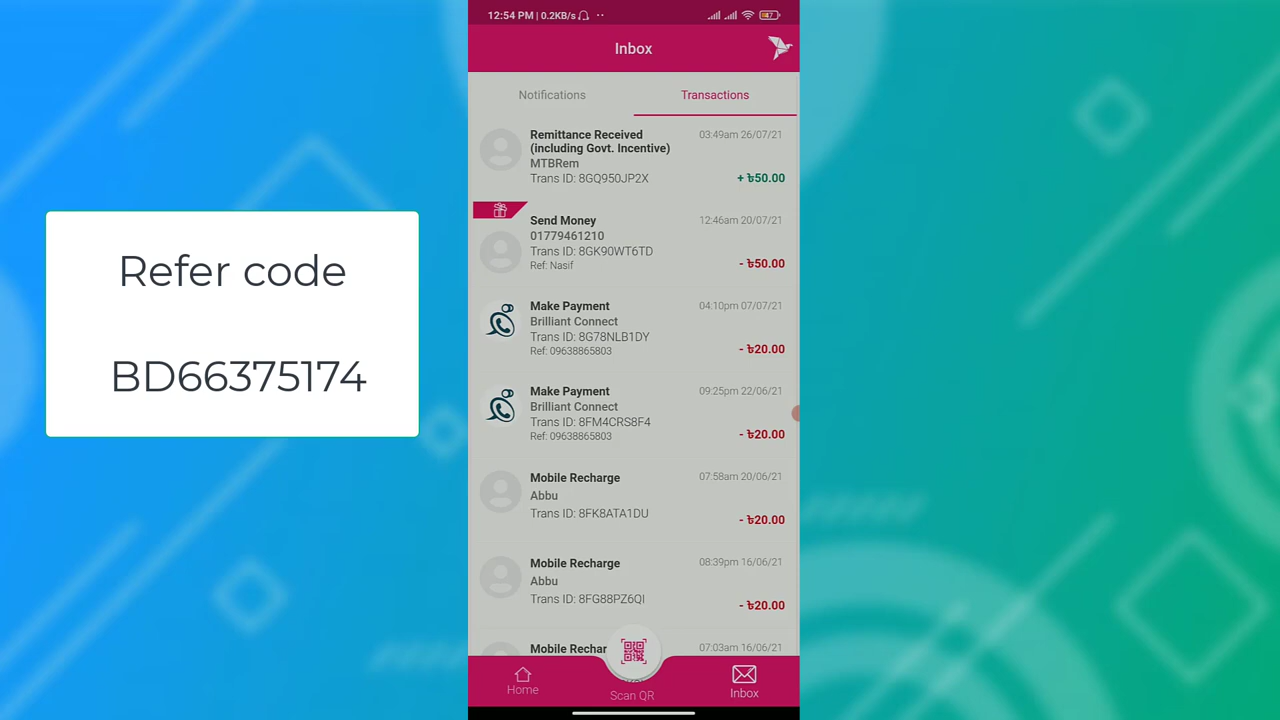 Refer code
BD66375174
12:54 PM | 0.2KB/s
Inbox
Notifications
Transactions
Remittance Received
(including Govt. Incentive)
MTBRem
Trans ID: 8GQ950JP2X
03:49am 26/07/21
+ ৳50.00
Send Money
01779461210
Trans ID: 8GK90WT6TD
Ref: Nasif
12:46am 20/07/21
- ৳50.00
Make Payment
Brilliant Connect
Trans ID: 8G78NLB1DY
Ref: 09638865803
04:10pm 07/07/21
- ৳20.00
Make Payment
Brilliant Connect
Trans ID: 8FM4CRS8F4
Ref: 09638865803
09:25pm 22/06/21
- ৳20.00
Mobile Recharge
Abbu
Trans ID: 8FK8ATA1DU
07:58am 20/06/21
- ৳20.00
Mobile Recharge
Abbu
Trans ID: 8FG88PZ6QI
08:39pm 16/06/21
- ৳20.00
Mobile Rechar
07:03am 16/06/21
Home
Scan QR
Inbox